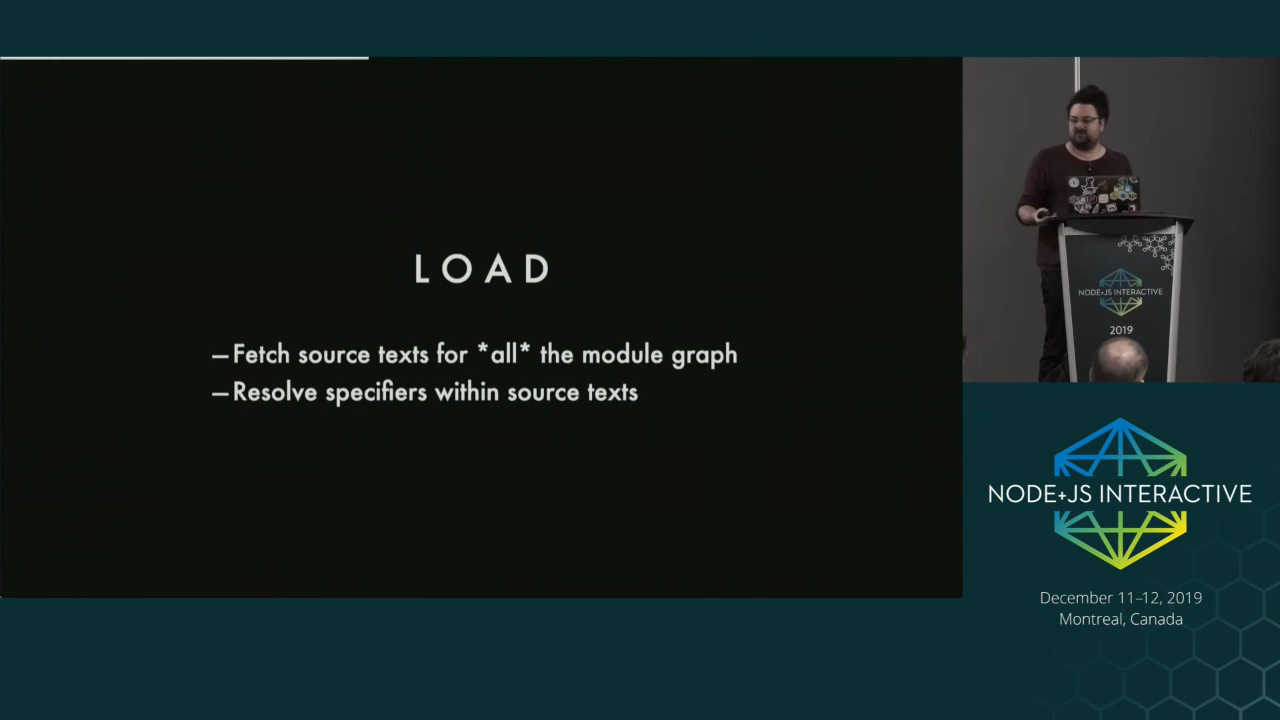 LOAD
—Fetch source texts for *all* the module graph
—Resolve specifiers within source texts
NODE+JS INTERACTIVE
2019
NODE+JS INTERACTIVE
December 11–12, 2019
Montreal, Canada